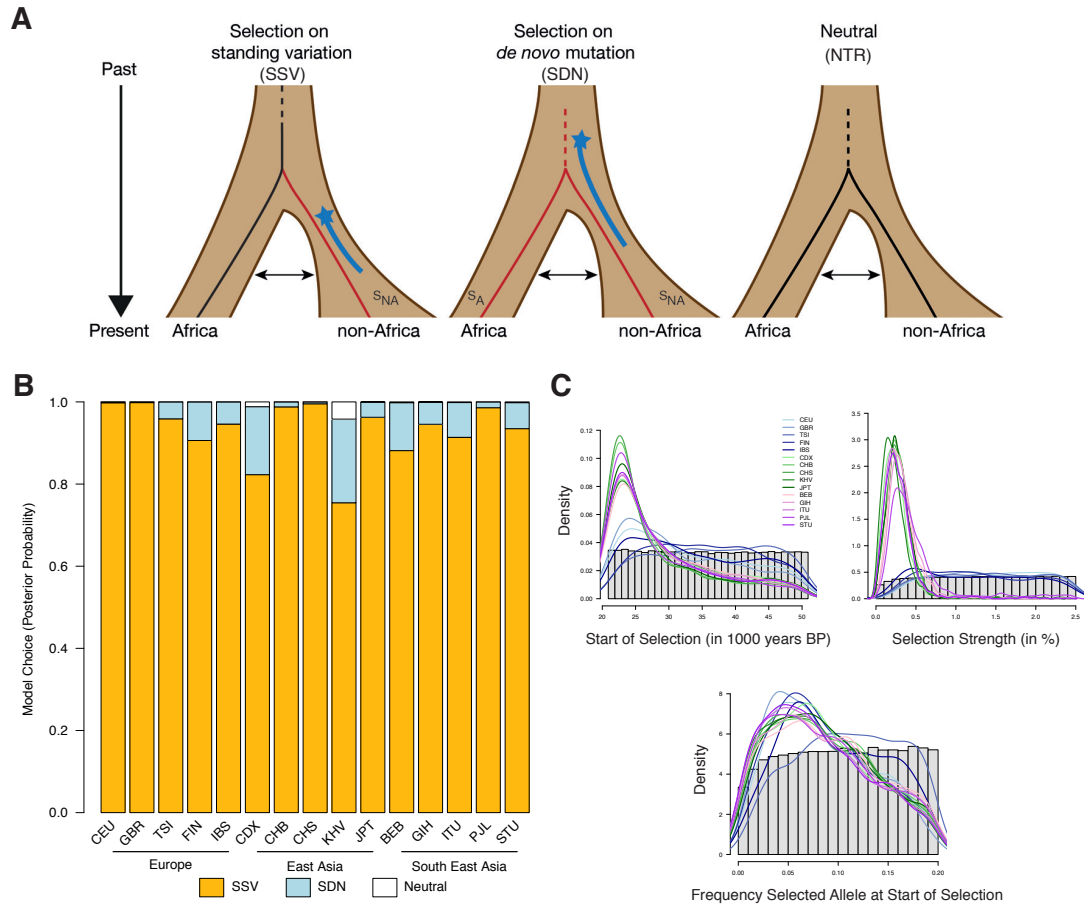 A
Selection on
standing variation
(SSV)
Selection on
de novo mutation
(SDN)
Neutral
(NTR)
Past
Present
SNA
Africa
non-Africa
SA
SNA
Africa
non-Africa
Africa
non-Africa
B
Model Choice (Posterior Probability)
1.0
0.8
0.6
0.4
0.2
0.0
CEU
GBR
TSI
FIN
IBS
CDX
CHB
CHS
KHV
JPT
BEB
GIH
ITU
PJL
STU
Europe
East Asia
South East Asia
SSV
SDN
Neutral
C
Density
0.12
0.10
0.08
0.06
0.04
0.02
0.00
20
25
30
35
40
45
50
Start of Selection (in 1000 years BP)
CEU
GBR
TSI
FIN
IBS
CDX
CHB
CHS
KHV
JPT
BEB
GIH
ITU
PJL
STU
3.5
3.0
2.5
2.0
1.5
1.0
0.5
0.0
0.0
0.5
1.0
1.5
2.0
2.5
Selection Strength (in %)
Density
8
6
4
2
0
0.00
0.05
0.10
0.15
0.20
Frequency Selected Allele at Start of Selection